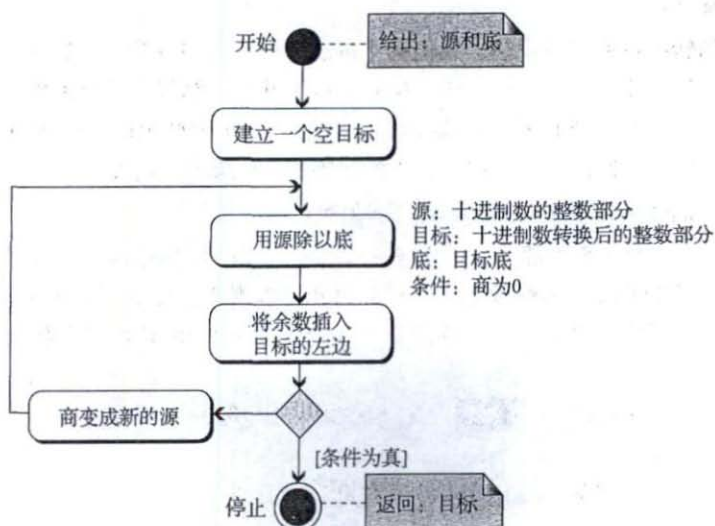 开始
给出:源和底
建立一个空目标
用源除以底
源:十进制数的整数部分
目标:十进制数转换后的整数部分
底:目标底
条件:商为0
将余数插入
目标的左边
商变成新的源
[条件为真]
停止
返回:目标